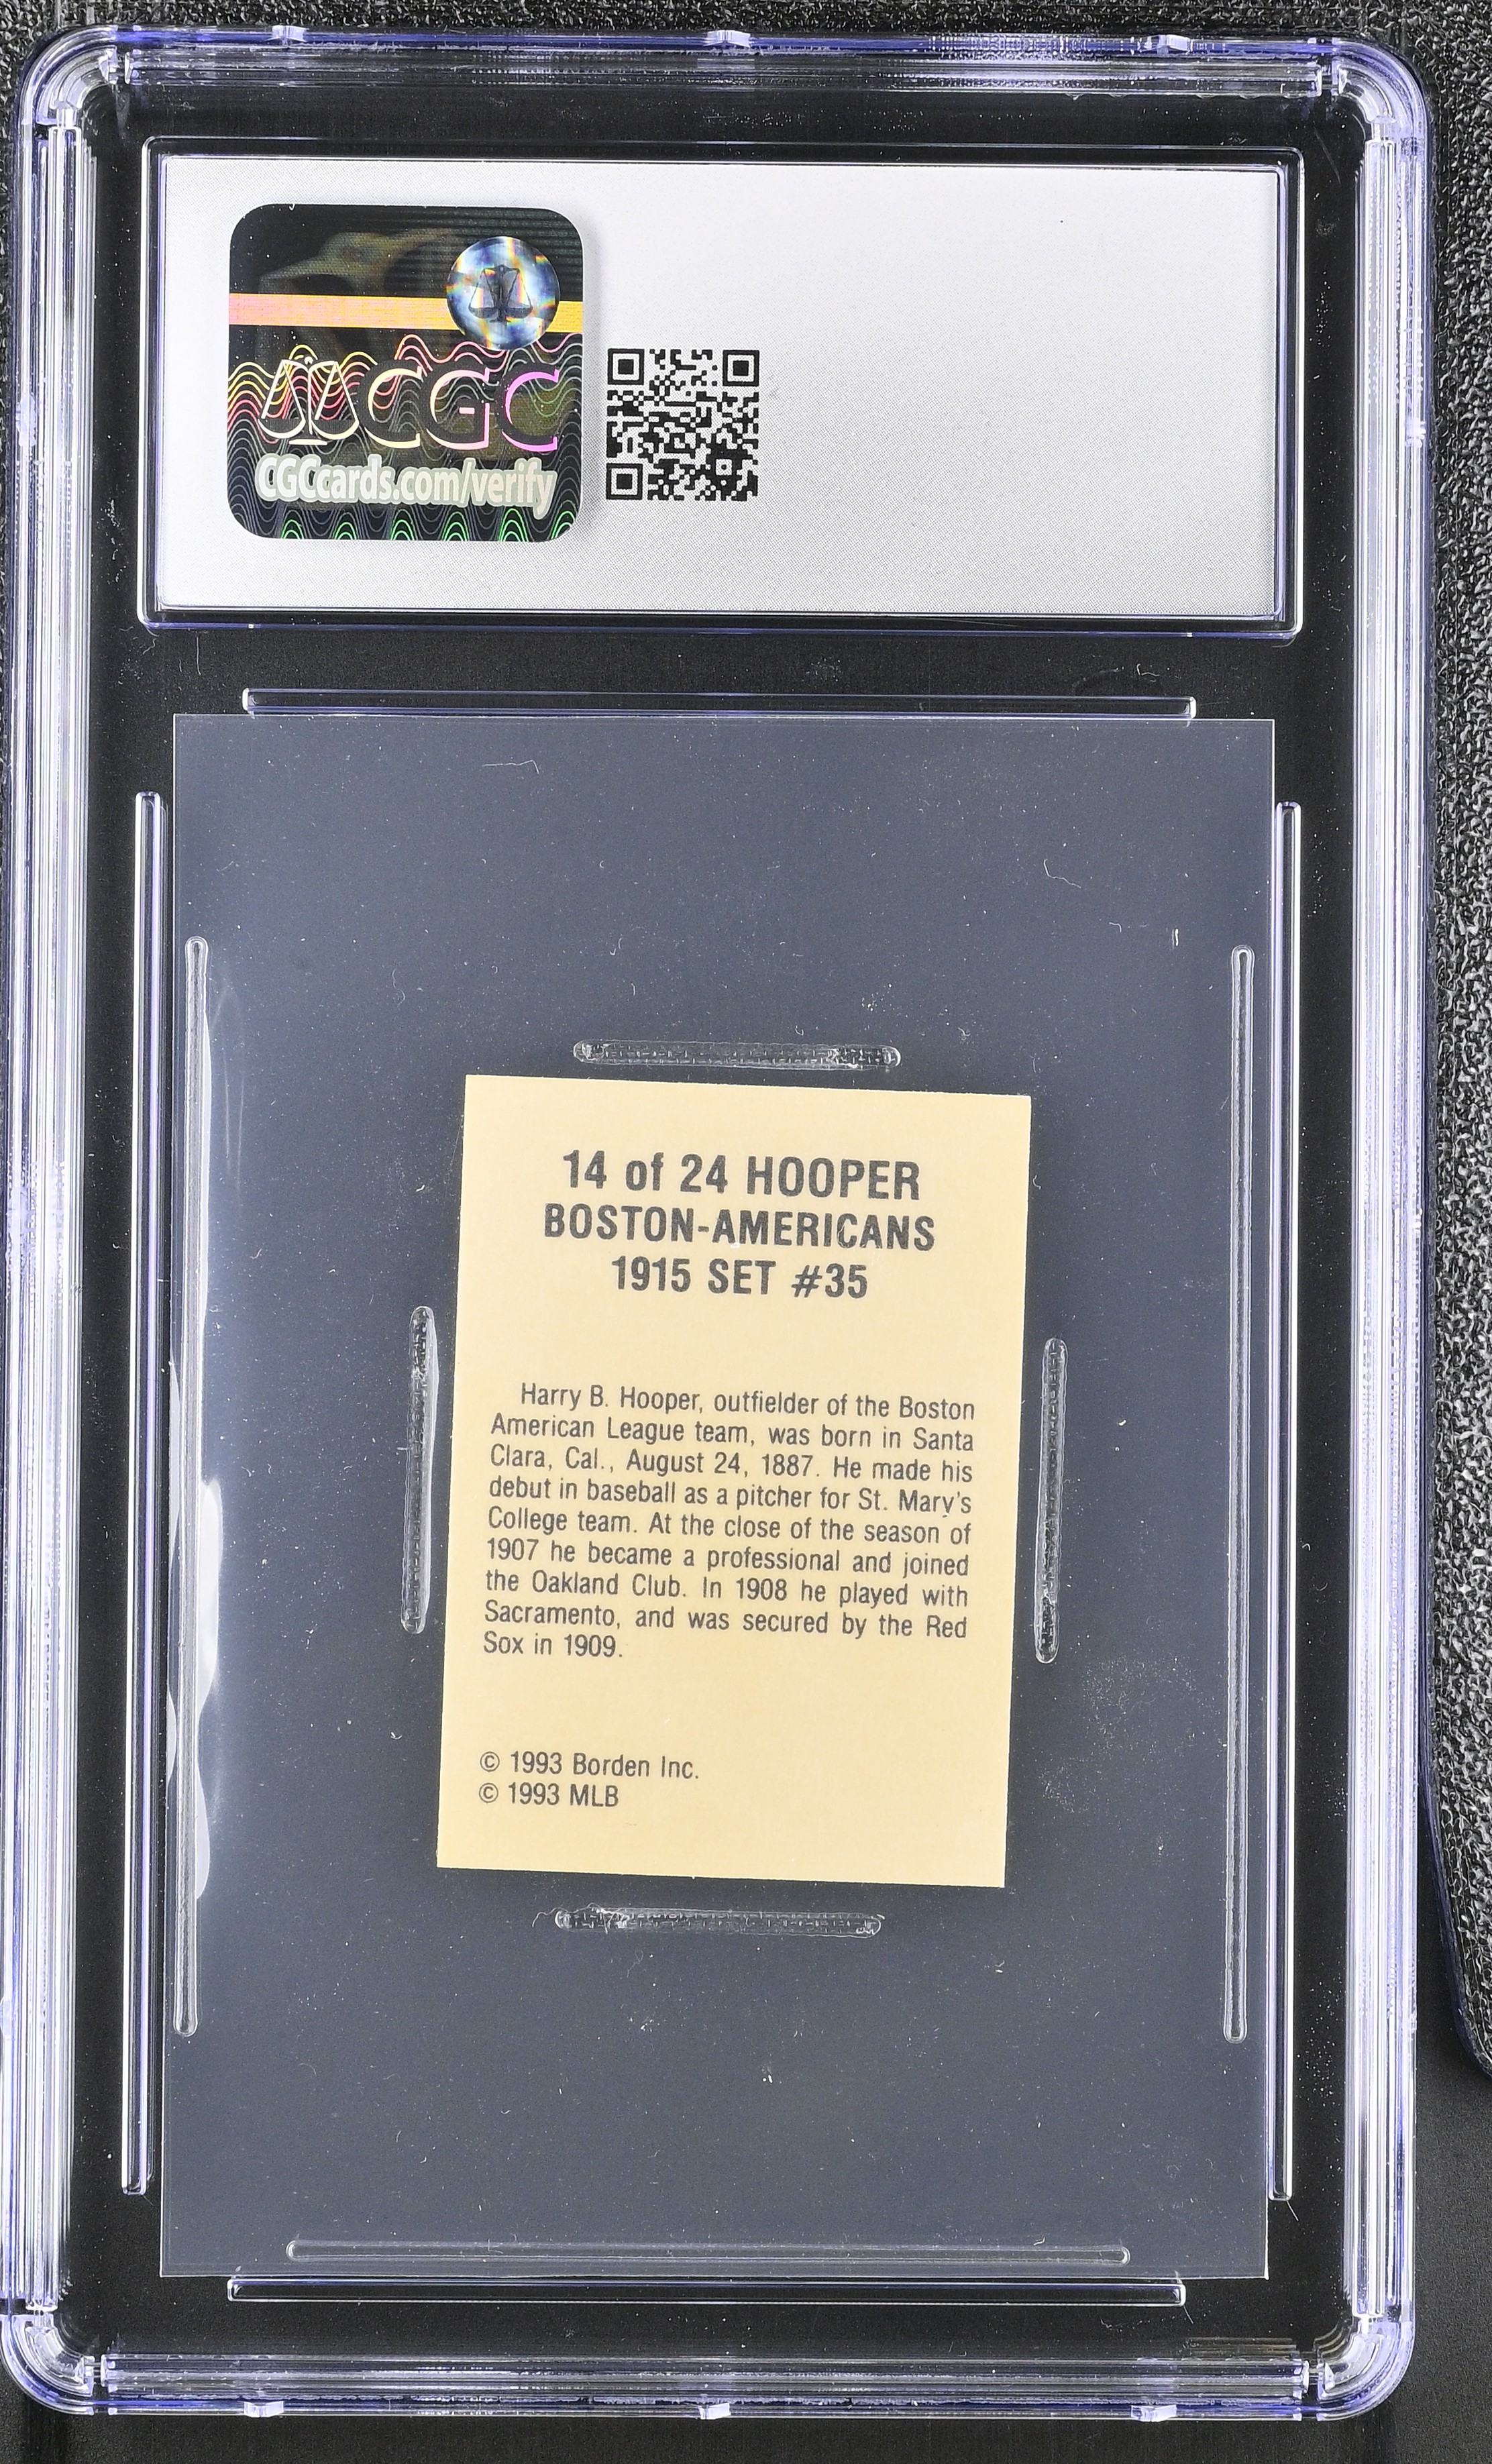 CGC
CGCcards.com/verify
14 of 24 HOOPER
BOSTON-AMERICANS
1915 SET #35
Harry B. Hooper, outfielder of the Boston
American League team, was born in Santa
Clara, Cal., August 24, 1887. He made his
debut in baseball as a pitcher for St. Mary's
College team. At the close of the season of
1907 he became a professional and joined
the Oakland Club. In 1908 he played with
Sacramento, and was secured by the Red
Sox in 1909.
© 1993 Borden Inc.
© 1993 MLB